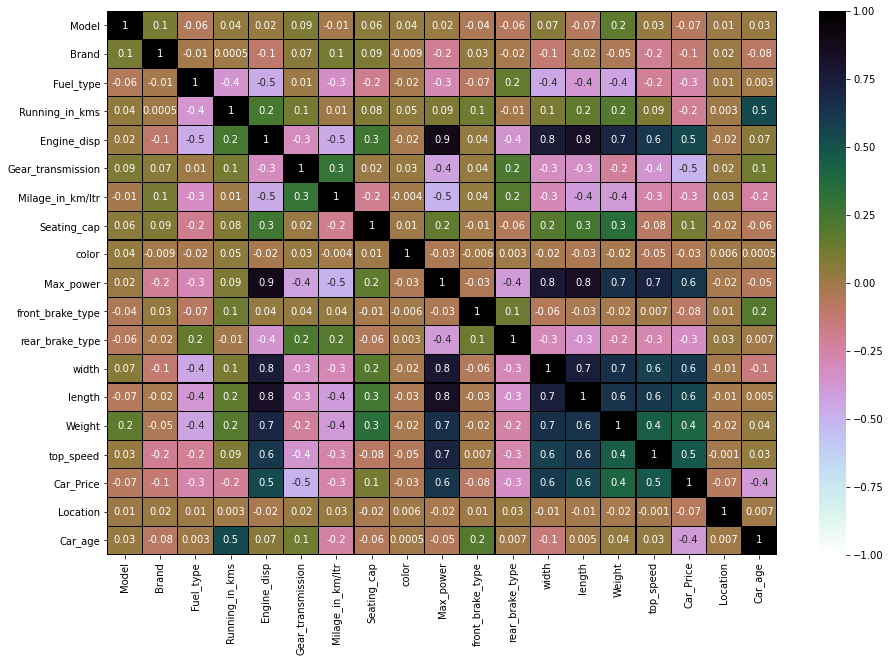 Model 1 0.1 -0.06 0.04 0.02 0.09 -0.01 0.06 0.04 0.02 -0.04 -0.06 0.07 -0.07 0.2 0.03 -0.07 0.01 0.03
Brand 0.1 1 -0.01 0.0005 -0.1 0.07 0.1 0.09 -0.009 -0.2 0.03 -0.02 -0.1 -0.02 -0.05 -0.2 -0.1 0.02 -0.08
Fuel_type -0.06 -0.01 1 -0.4 -0.5 0.01 -0.3 -0.2 -0.02 -0.3 -0.07 0.2 -0.4 -0.4 -0.4 -0.2 -0.3 0.01 0.003
Running_in_kms 0.04 0.0005 -0.4 1 0.2 0.1 0.01 0.08 0.05 0.09 0.1 -0.01 0.1 0.2 0.2 0.09 -0.2 0.003 0.5
Engine_disp 0.02 -0.1 -0.5 0.2 1 -0.3 -0.5 0.3 -0.02 0.9 0.04 -0.4 0.8 0.8 0.7 0.6 0.5 -0.02 0.07
Gear_transmission 0.09 0.07 0.01 0.1 -0.3 1 0.3 0.02 0.03 -0.4 0.04 0.2 -0.3 -0.3 -0.2 -0.4 -0.5 0.02 0.1
Milage_in_km/ltr -0.01 0.1 -0.3 0.01 -0.5 0.3 1 -0.2 -0.004 -0.5 0.04 0.2 -0.3 -0.4 -0.4 -0.3 -0.3 0.03 -0.2
Seating_cap 0.06 0.09 -0.2 0.08 0.3 0.02 -0.2 1 0.01 0.2 -0.01 -0.06 0.2 0.3 0.3 -0.08 0.1 -0.02 -0.06
color 0.04 -0.009 -0.02 0.05 -0.02 0.03 -0.004 0.01 1 -0.03 -0.006 0.003 -0.02 -0.03 -0.02 -0.05 -0.03 0.006 0.0005
Max_power 0.02 -0.2 -0.3 0.09 0.9 -0.4 -0.5 0.2 -0.03 1 -0.03 -0.4 0.8 0.8 0.7 0.7 0.6 -0.02 -0.05
front_brake_type -0.04 0.03 -0.07 0.1 0.04 0.04 0.04 -0.01 -0.006 -0.03 1 0.1 -0.06 -0.03 -0.02 0.007 -0.08 0.01 0.2
rear_brake_type -0.06 -0.02 0.2 -0.01 -0.4 0.2 0.2 -0.06 0.003 -0.4 0.1 1 -0.3 -0.3 -0.2 -0.3 -0.3 0.03 0.007
width 0.07 -0.1 -0.4 0.1 0.8 -0.3 -0.3 0.2 -0.02 0.8 -0.06 -0.3 1 0.7 0.7 0.6 0.6 -0.01 -0.1
length -0.07 -0.02 -0.4 0.2 0.8 -0.3 -0.4 0.3 -0.03 0.8 -0.03 -0.3 0.7 1 0.6 0.6 0.6 -0.01 0.005
Weight 0.2 -0.05 -0.4 0.2 0.7 -0.2 -0.4 0.3 -0.02 0.7 -0.02 -0.2 0.7 0.6 1 0.4 0.4 -0.02 0.04
top_speed 0.03 -0.2 -0.2 0.09 0.6 -0.4 -0.3 -0.08 -0.05 0.7 0.007 -0.3 0.6 0.6 0.4 1 0.5 -0.001 0.03
Car_Price -0.07 -0.1 -0.3 -0.2 0.5 -0.5 -0.3 0.1 -0.03 0.6 -0.08 -0.3 0.6 0.6 0.4 0.5 1 -0.07 -0.4
Location 0.01 0.02 0.01 0.003 -0.02 0.02 0.03 -0.02 0.006 -0.02 0.01 0.03 -0.01 -0.01 -0.02 -0.001 -0.07 1 0.007
Car_age 0.03 -0.08 0.003 0.5 0.07 0.1 -0.2 -0.06 0.0005 -0.05 0.2 0.007 -0.1 0.005 0.04 0.03 -0.4 0.007 1
Model
Brand
Fuel_type
Running_in_kms
Engine_disp
Gear_transmission
Milage_in_km/ltr
Seating_cap
color
Max_power
front_brake_type
rear_brake_type
width
length
Weight
top_speed
Car_Price
Location
Car_age
1.00
0.75
0.50
0.25
0.00
-0.25
-0.50
-0.75
-1.00